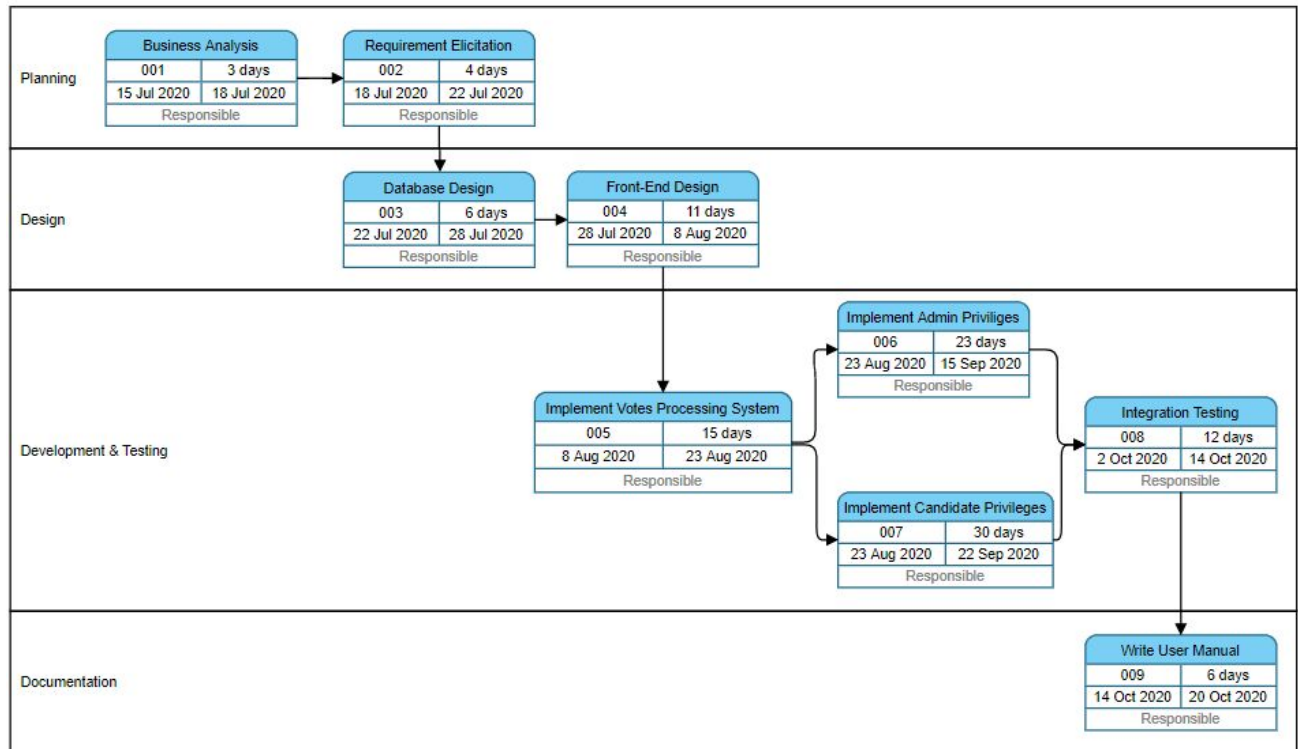 Planning
Business Analysis
001 3 days
15 Jul 2020 18 Jul 2020
Responsible
Requirement Elicitation
002 4 days
18 Jul 2020 22 Jul 2020
Responsible
Design
Database Design
003 6 days
22 Jul 2020 28 Jul 2020
Responsible
Front-End Design
004 11 days
28 Jul 2020 8 Aug 2020
Responsible
Development & Testing
Implement Votes Processing System
005 15 days
8 Aug 2020 23 Aug 2020
Responsible
Implement Admin Priviliges
006 23 days
23 Aug 2020 15 Sep 2020
Responsible
Implement Candidate Privileges
007 30 days
23 Aug 2020 22 Sep 2020
Responsible
Integration Testing
008 12 days
2 Oct 2020 14 Oct 2020
Responsible
Documentation
Write User Manual
009 6 days
14 Oct 2020 20 Oct 2020
Responsible